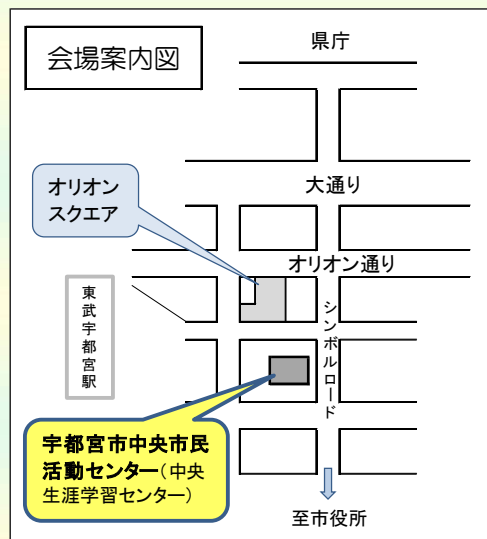 会場案内図
県庁
オリオン
スクエア
大通り
オリオン通り
東武宇都宮駅
シンボルロード
宇都宮市中央市民
活動センター(中央
生涯学習センター)
至市役所